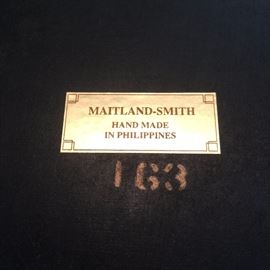 MAITLAND-SMITH
HAND MADE
IN PHILIPPINES
163